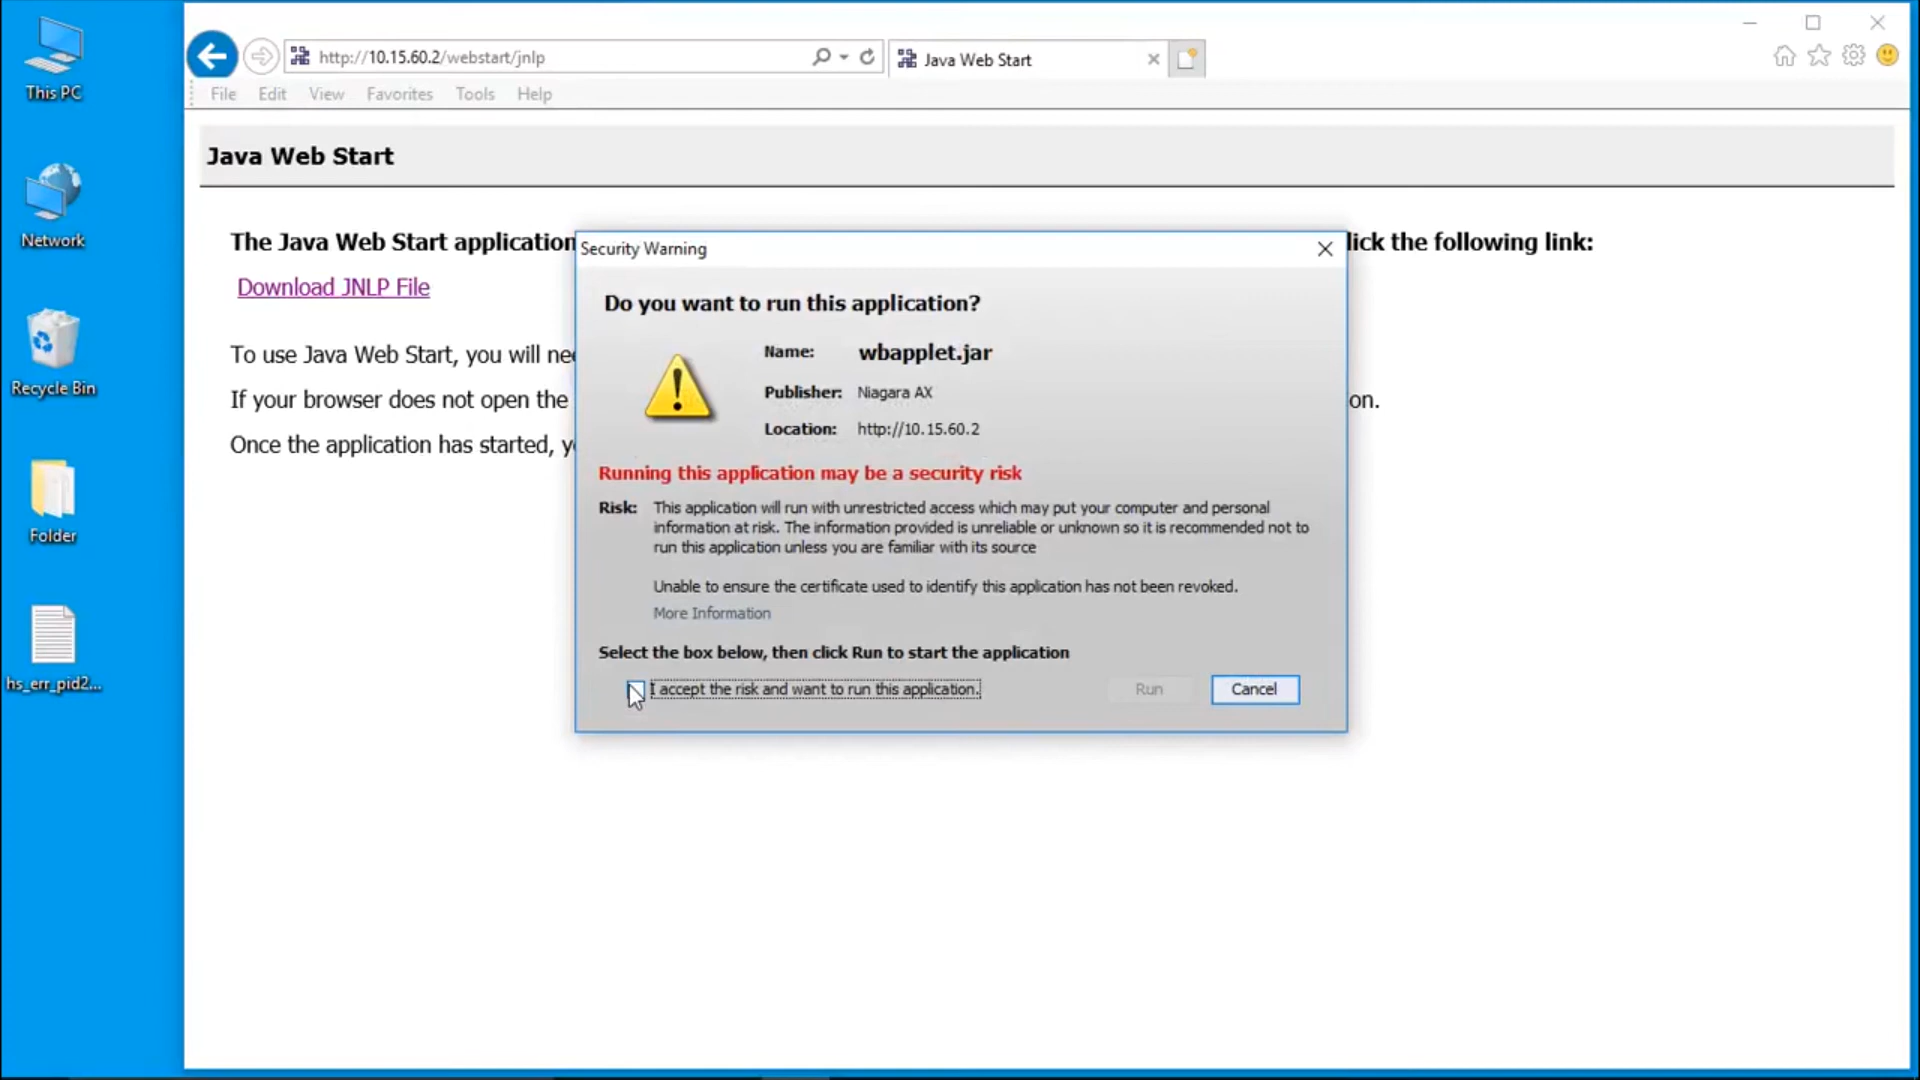 This PC
Network
Recycle Bin
Folder
hs_err_pid2...
http://10.15.60.2/webstart/jnlp
Java Web Start
File Edit View Favorites Tools Help
Java Web Start
The Java Web Start application
lick the following link:
Download JNLP File
To use Java Web Start, you will nee
If your browser does not open the
on.
Once the application has started, y
Security Warning
Do you want to run this application?
Name: wbapplet.jar
Publisher: Niagara AX
Location: http://10.15.60.2
Running this application may be a security risk
Risk: This application will run with unrestricted access which may put your computer and personal
information at risk. The information provided is unreliable or unknown so it is recommended not to
run this application unless you are familiar with its source
Unable to ensure the certificate used to identify this application has not been revoked.
More Information
Select the box below, then click Run to start the application
I accept the risk and want to run this application.
Run
Cancel